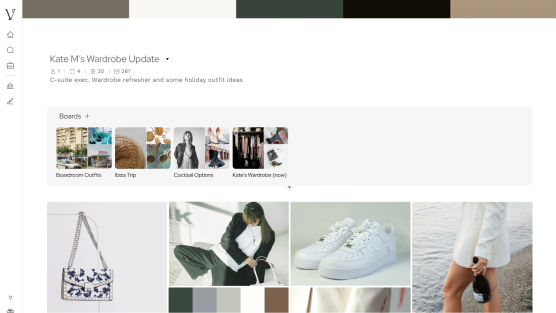 V
Kate M's Wardrobe Update
1 4 20 261
C-suite exec. Wardrobe refresher and some holiday outfit ideas
Boards +
Boardroom Outfits
Ibiza Trip
Cocktail Options
Kate's Wardrobe (now)
?